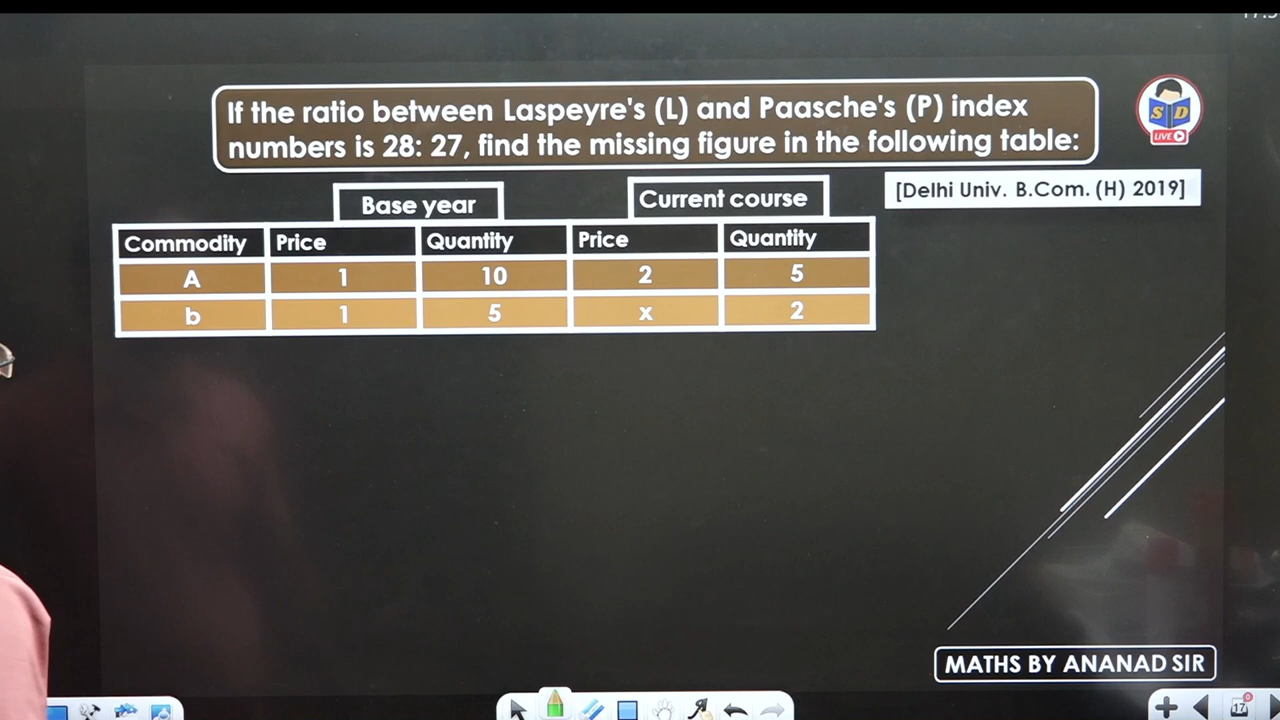 If the ratio between Laspeyre's (L) and Paasche's (P) index
numbers is 28: 27, find the missing figure in the following table:
S D
LIVE
[Delhi Univ. B.Com. (H) 2019]
Base year Current course
Commodity Price Quantity Price Quantity
A 1 10 2 5
b 1 5 x 2
MATHS BY ANANAD SIR
17